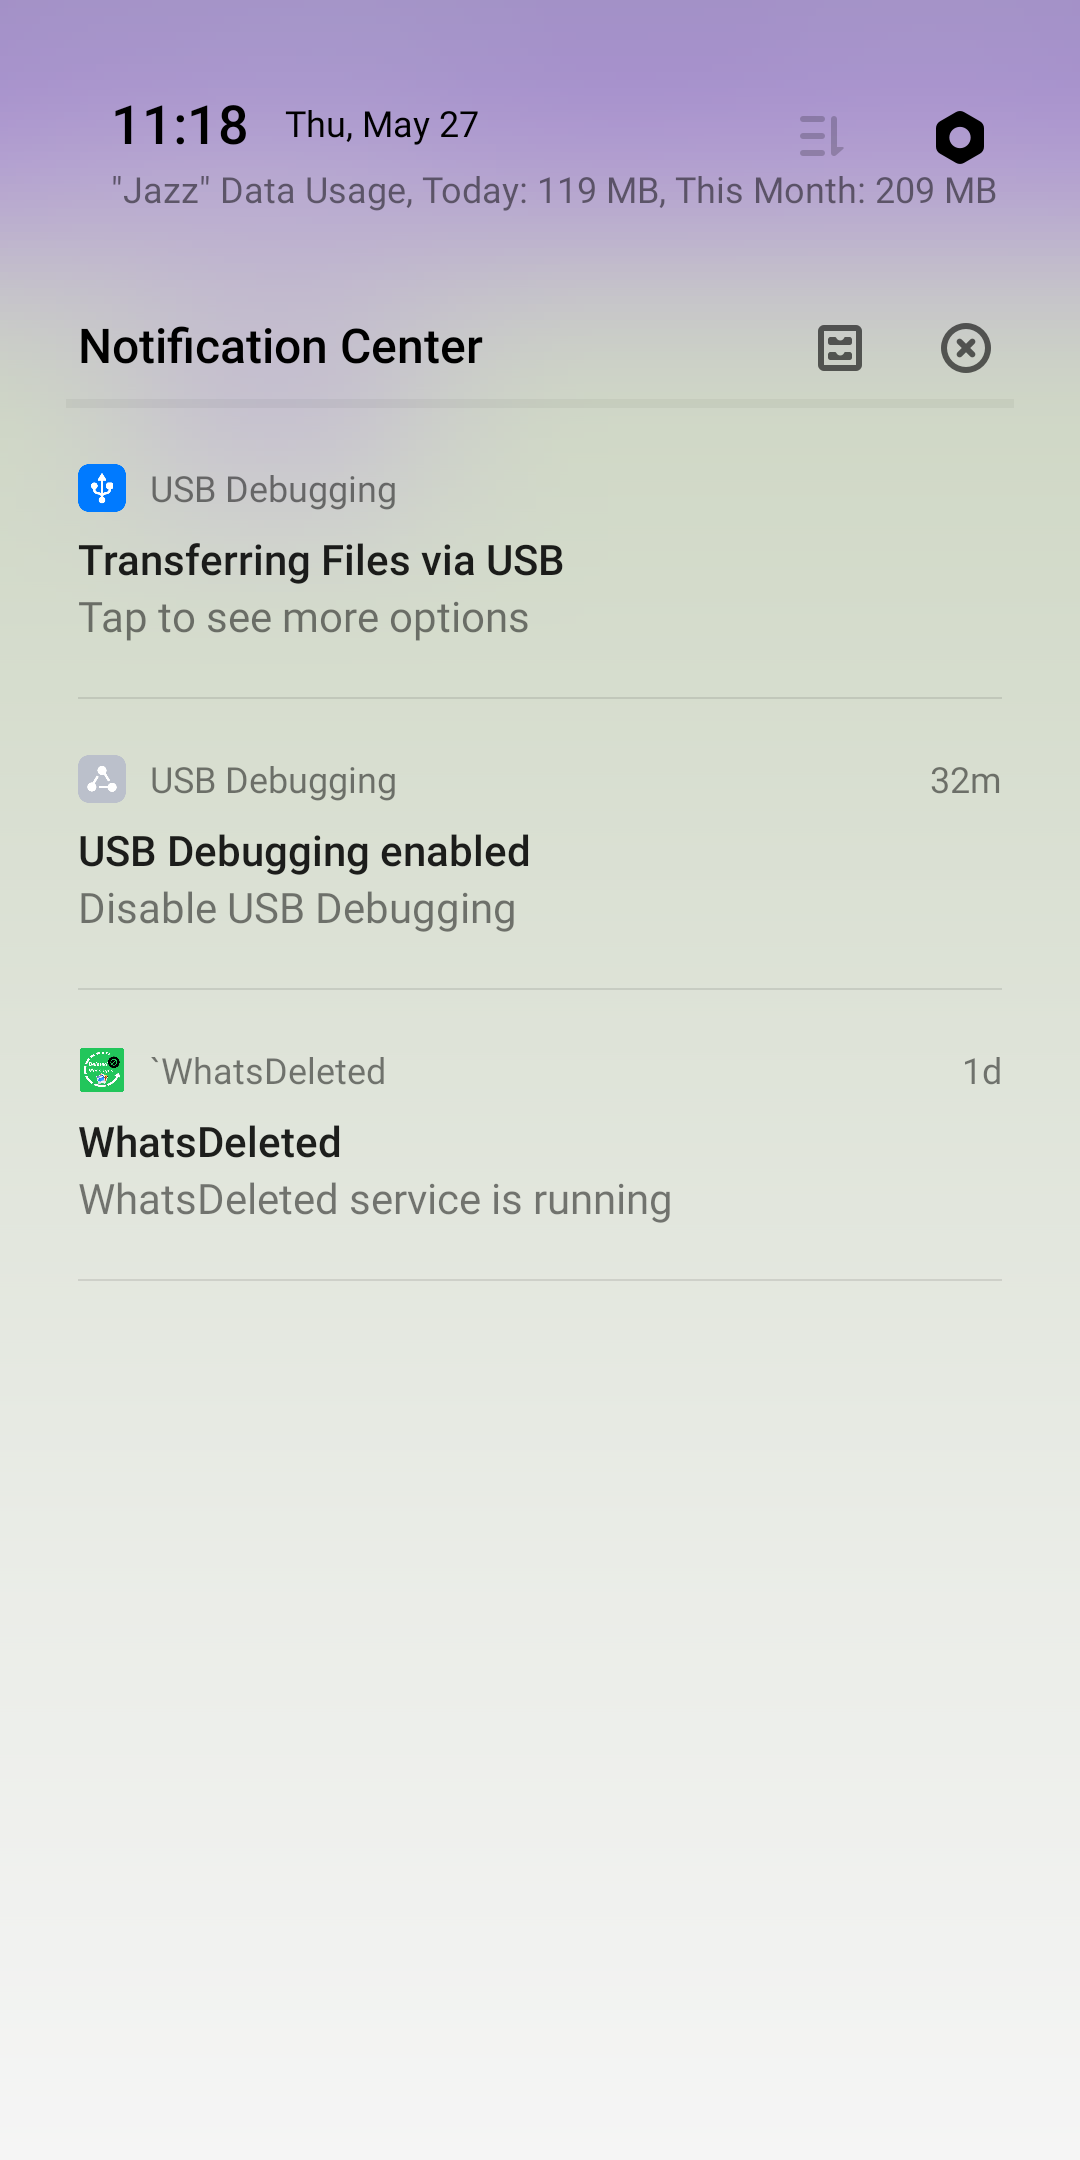 11:18 Thu, May 27
"Jazz" Data Usage, Today: 119 MB, This Month: 209 MB
Notification Center
USB Debugging
Transferring Files via USB
Tap to see more options
USB Debugging 32m
USB Debugging enabled
Disable USB Debugging
`WhatsDeleted 1d
WhatsDeleted
WhatsDeleted service is running